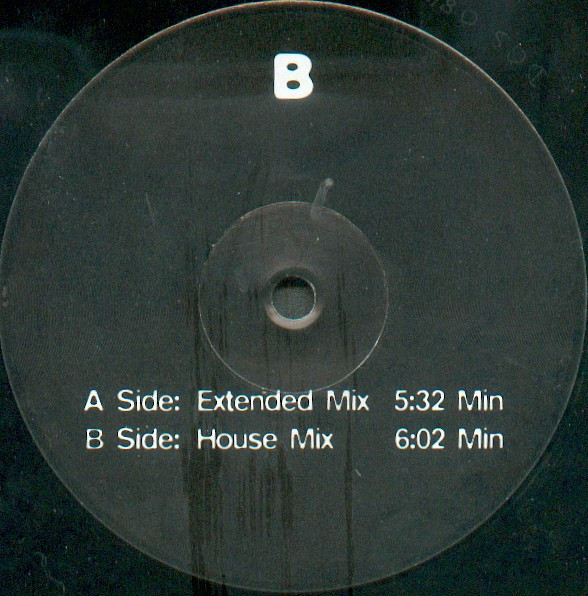 B
A Side: Extended Mix 5:32 Min
B Side: House Mix 6:02 Min